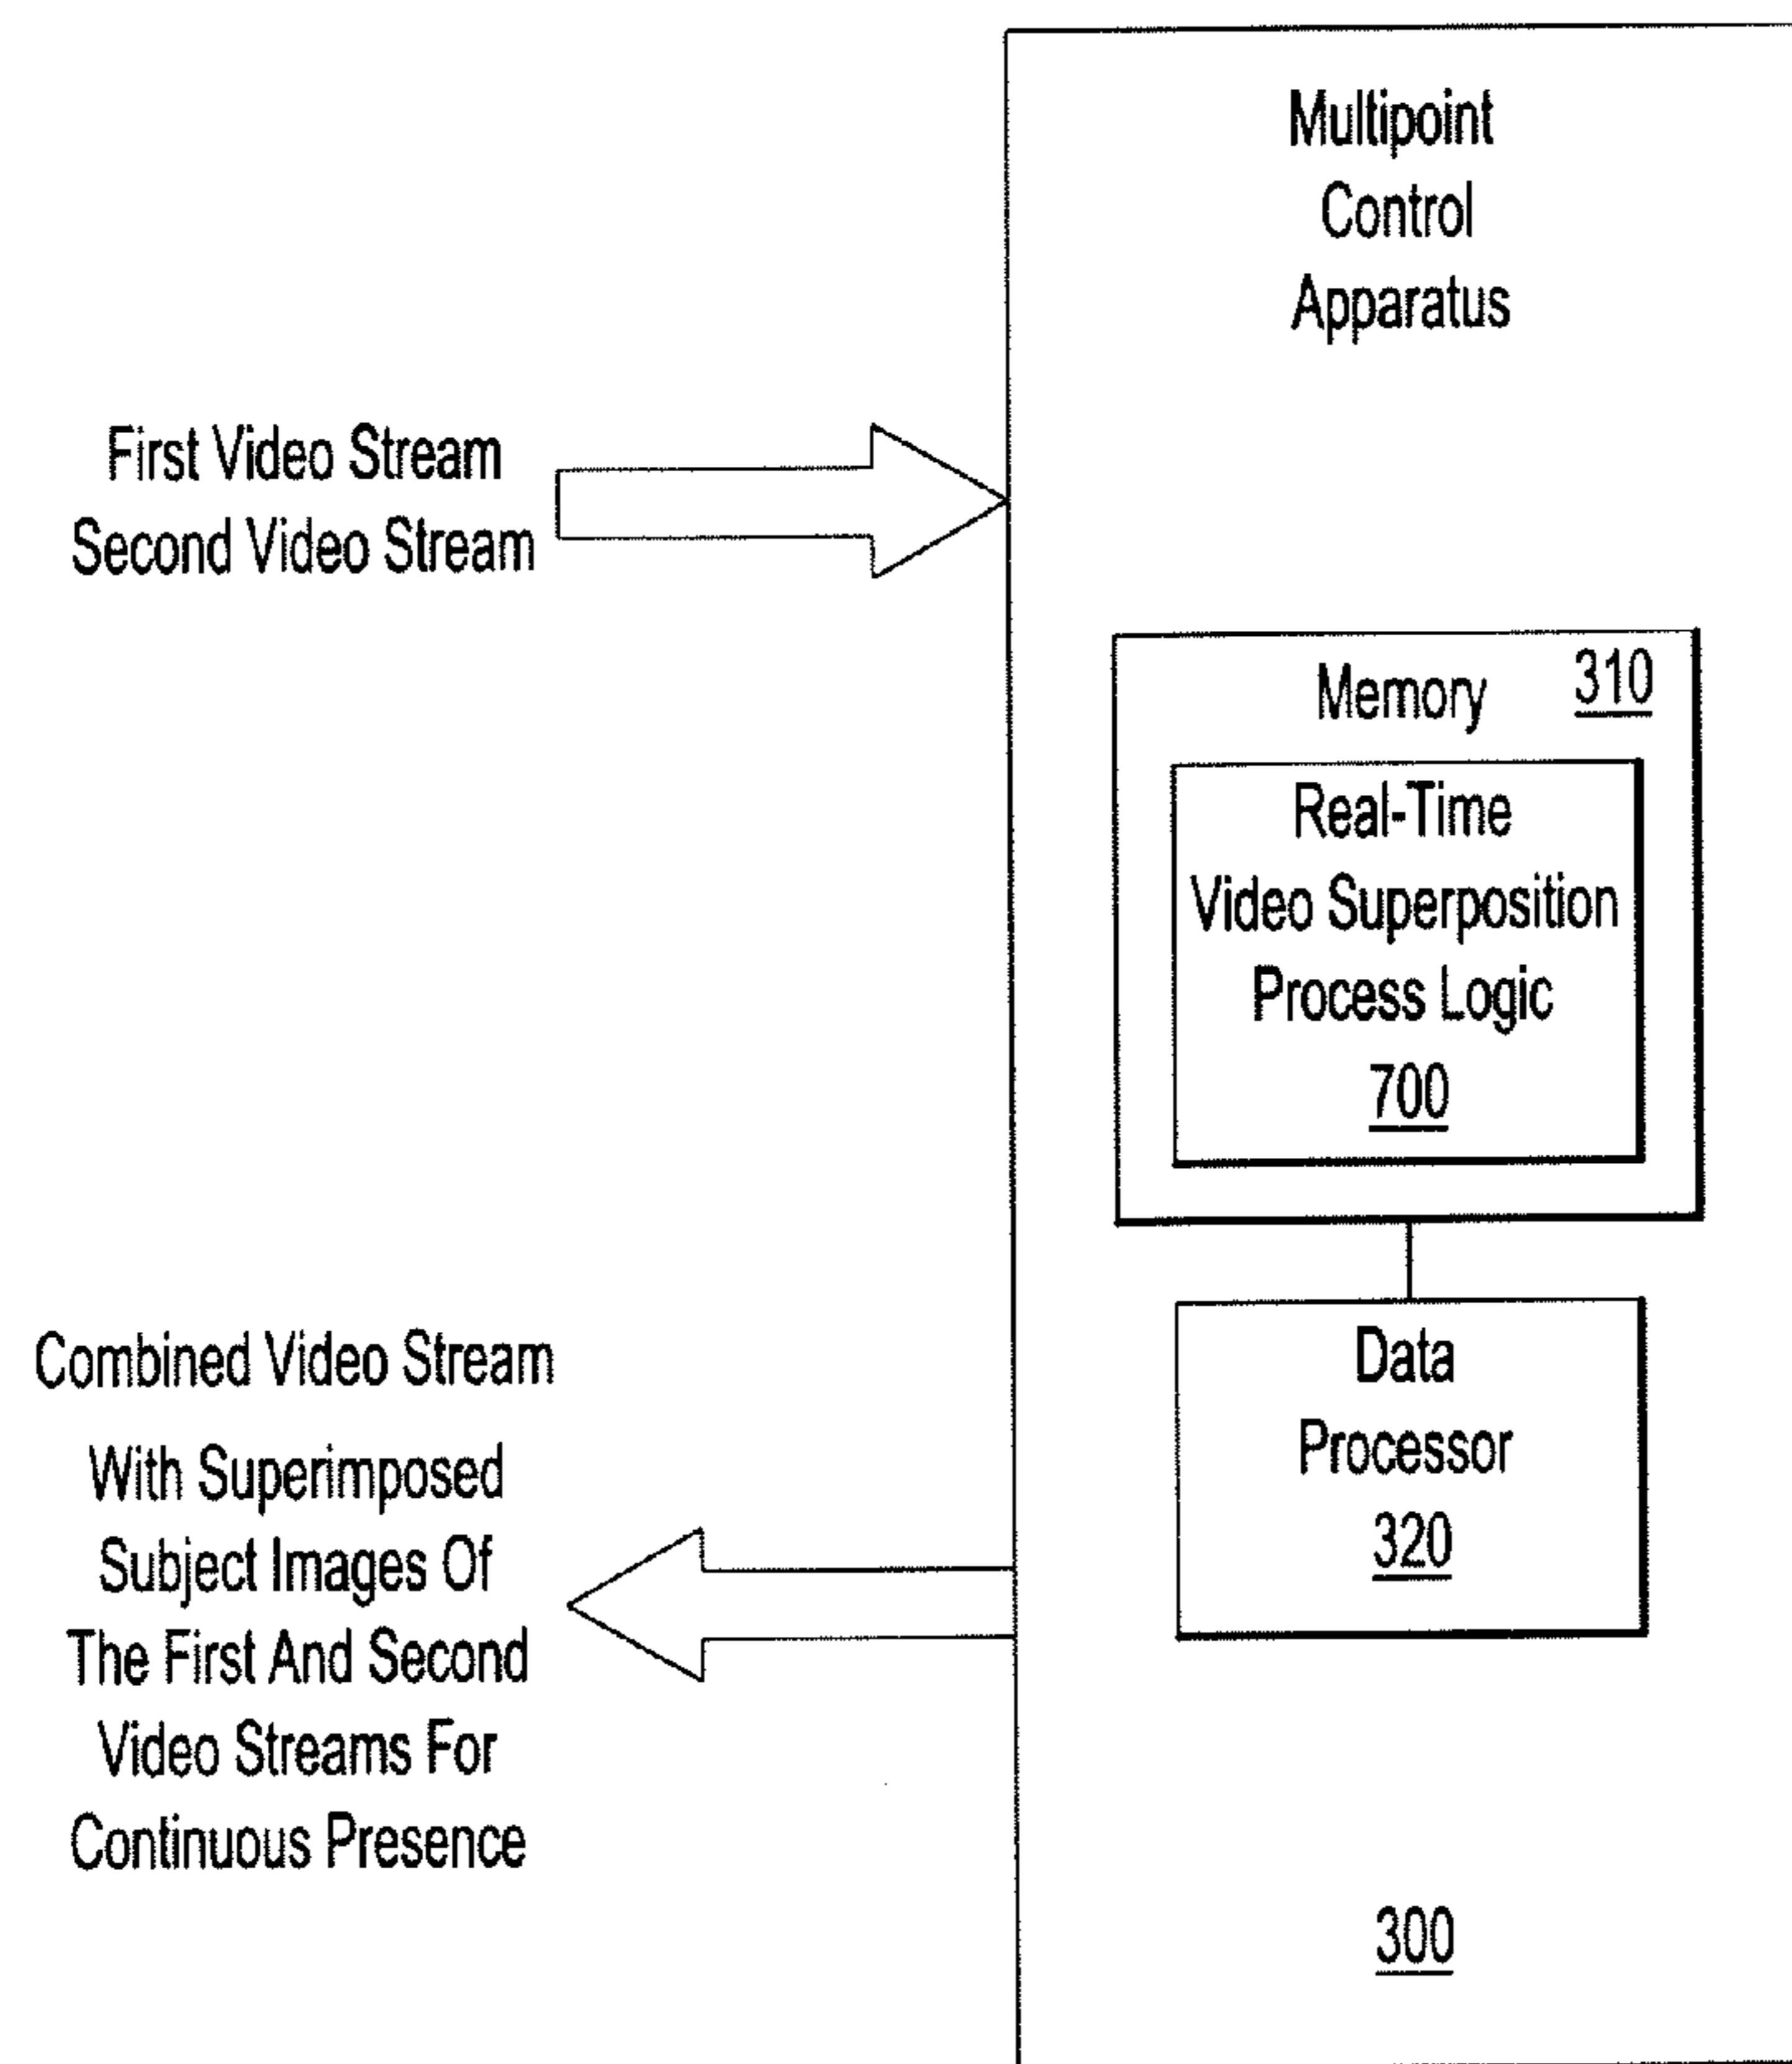 Multipoint
Control
Apparatus
First Video Stream
Second Video Stream
Memory 310
Real-Time
Video Superposition
Process Logic
700
Data
Processor
320
Combined Video Stream
With Superimposed
Subject Images Of
The First And Second
Video Streams For
Continuous Presence
300